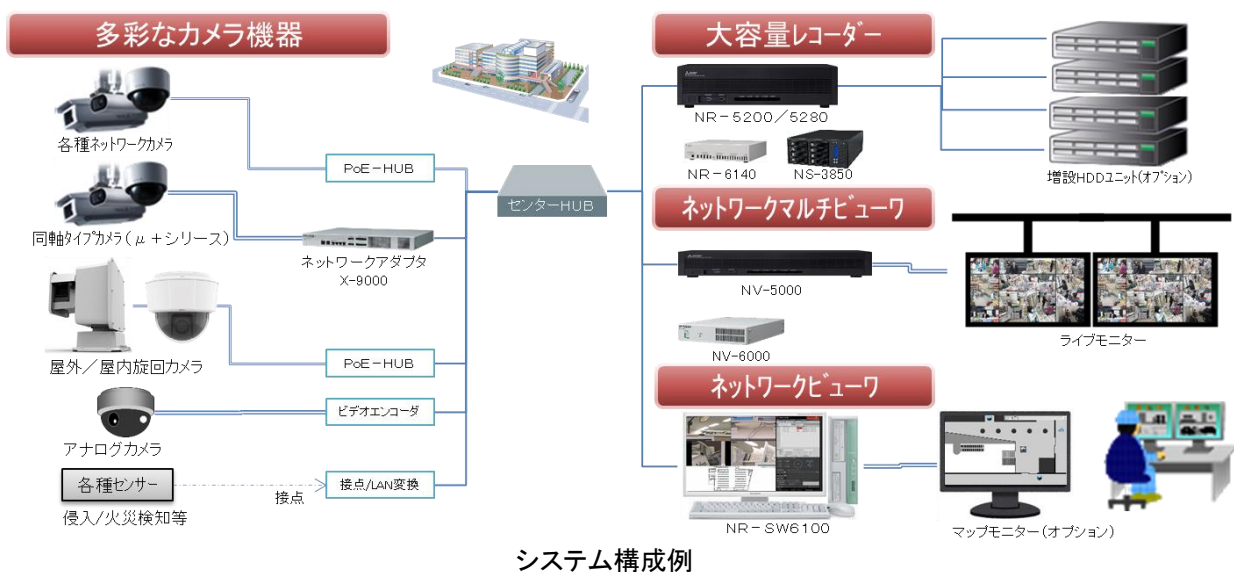 多彩なカメラ機器
各種ネットワークカメラ
PoE-HUB
同軸タイプカメラ(μ+シリーズ)
ネットワークアダプタ
X-9000
屋外/屋内旋回カメラ
PoE-HUB
アナログカメラ
ビデオエンコーダ
各種センサー
接点
接点/LAN変換
侵入/火災検知等
センターHUB
大容量レコーダー
NR-5200/5280
NR-6140
NS-3850
増設HDDユニット(オプション)
ネットワークマルチビューワ
NV-5000
ライブモニター
NV-6000
ネットワークビューワ
NR-SW6100
マップモニター(オプション)
システム構成例